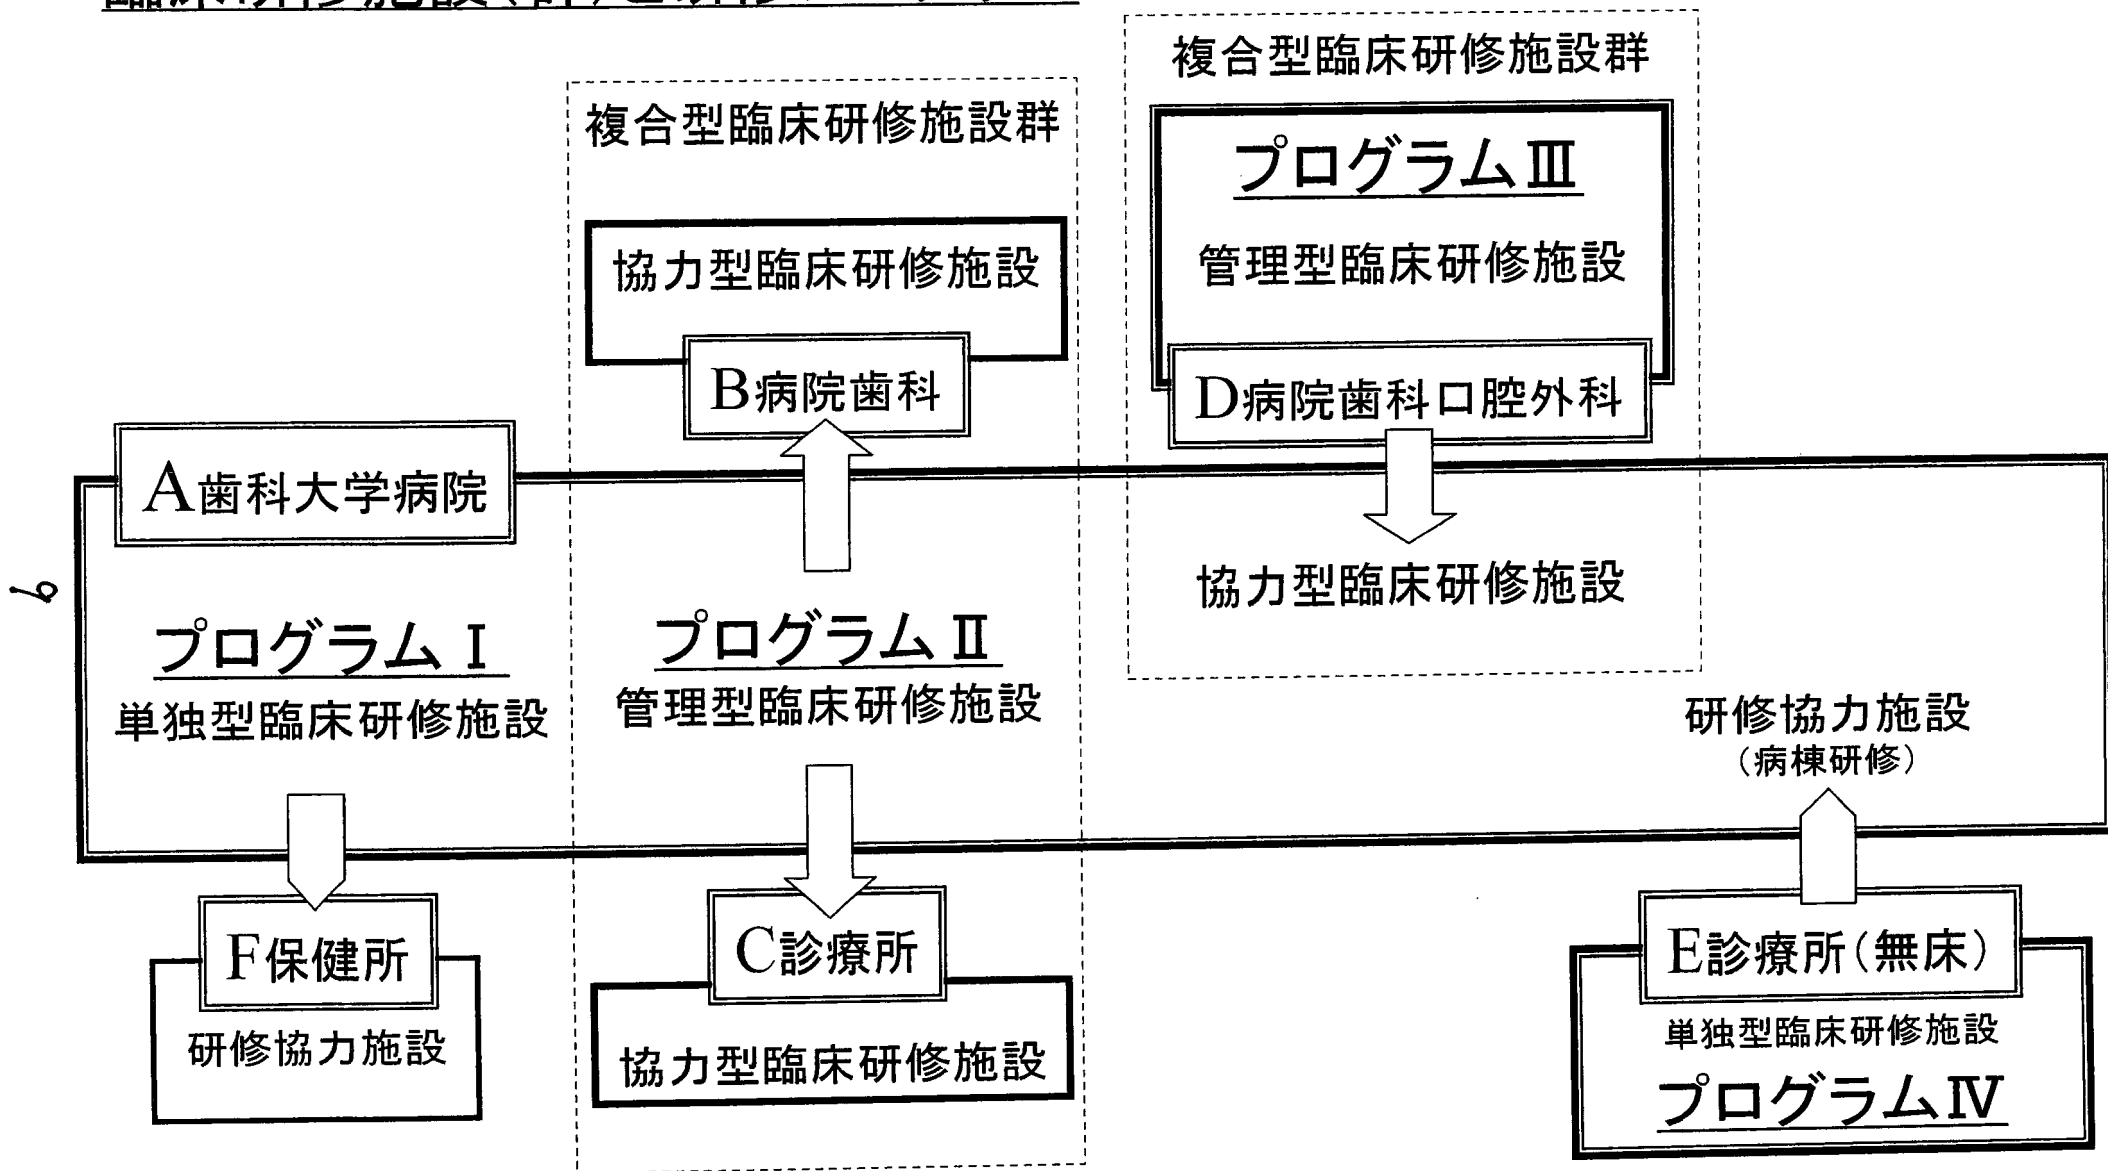 複合型臨床研修施設群
プログラムⅢ
管理型臨床研修施設
D病院歯科口腔外科
協力型臨床研修施設
複合型臨床研修施設群
協力型臨床研修施設
B病院歯科
A歯科大学病院
プログラムⅠ
単独型臨床研修施設
プログラムⅡ
管理型臨床研修施設
研修協力施設
（病棟研修）
F保健所
研修協力施設
C診療所
協力型臨床研修施設
E診療所（無床）
単独型臨床研修施設
プログラムⅣ